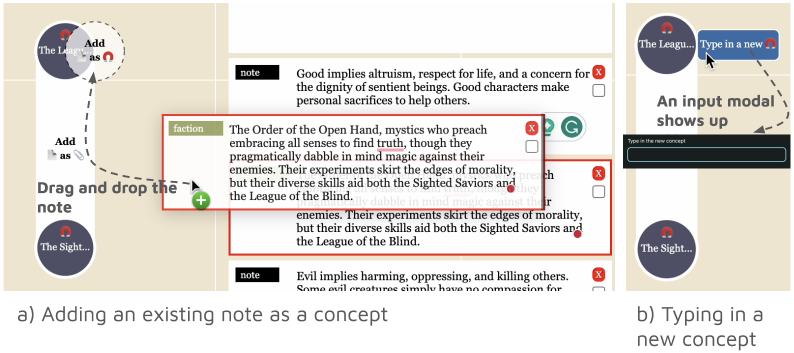 The Leagu...
Add
as
Add
as
Drag and drop the
note
The Sight...
note
Good implies altruism, respect for life, and a concern for
the dignity of sentient beings. Good characters make
personal sacrifices to help others.
X
faction
The Order of the Open Hand, mystics who preach
embracing all senses to find truth, though they
pragmatically dabble in mind magic against their
enemies. Their experiments skirt the edges of morality,
but their diverse skills aid both the Sighted Saviors and
the League of the Blind.
X
X
enemies. Their experiments skirt the edges of morality,
but their diverse skills aid both the Sighted Saviors and
the League of the Blind.
note
Evil implies harming, oppressing, and killing others.
Some evil creatures simply have no compassion for
X
a) Adding an existing note as a concept
The Leagu...
Type in a new
An input modal
shows up
Type in the new concept
The Sight...
b) Typing in a
new concept